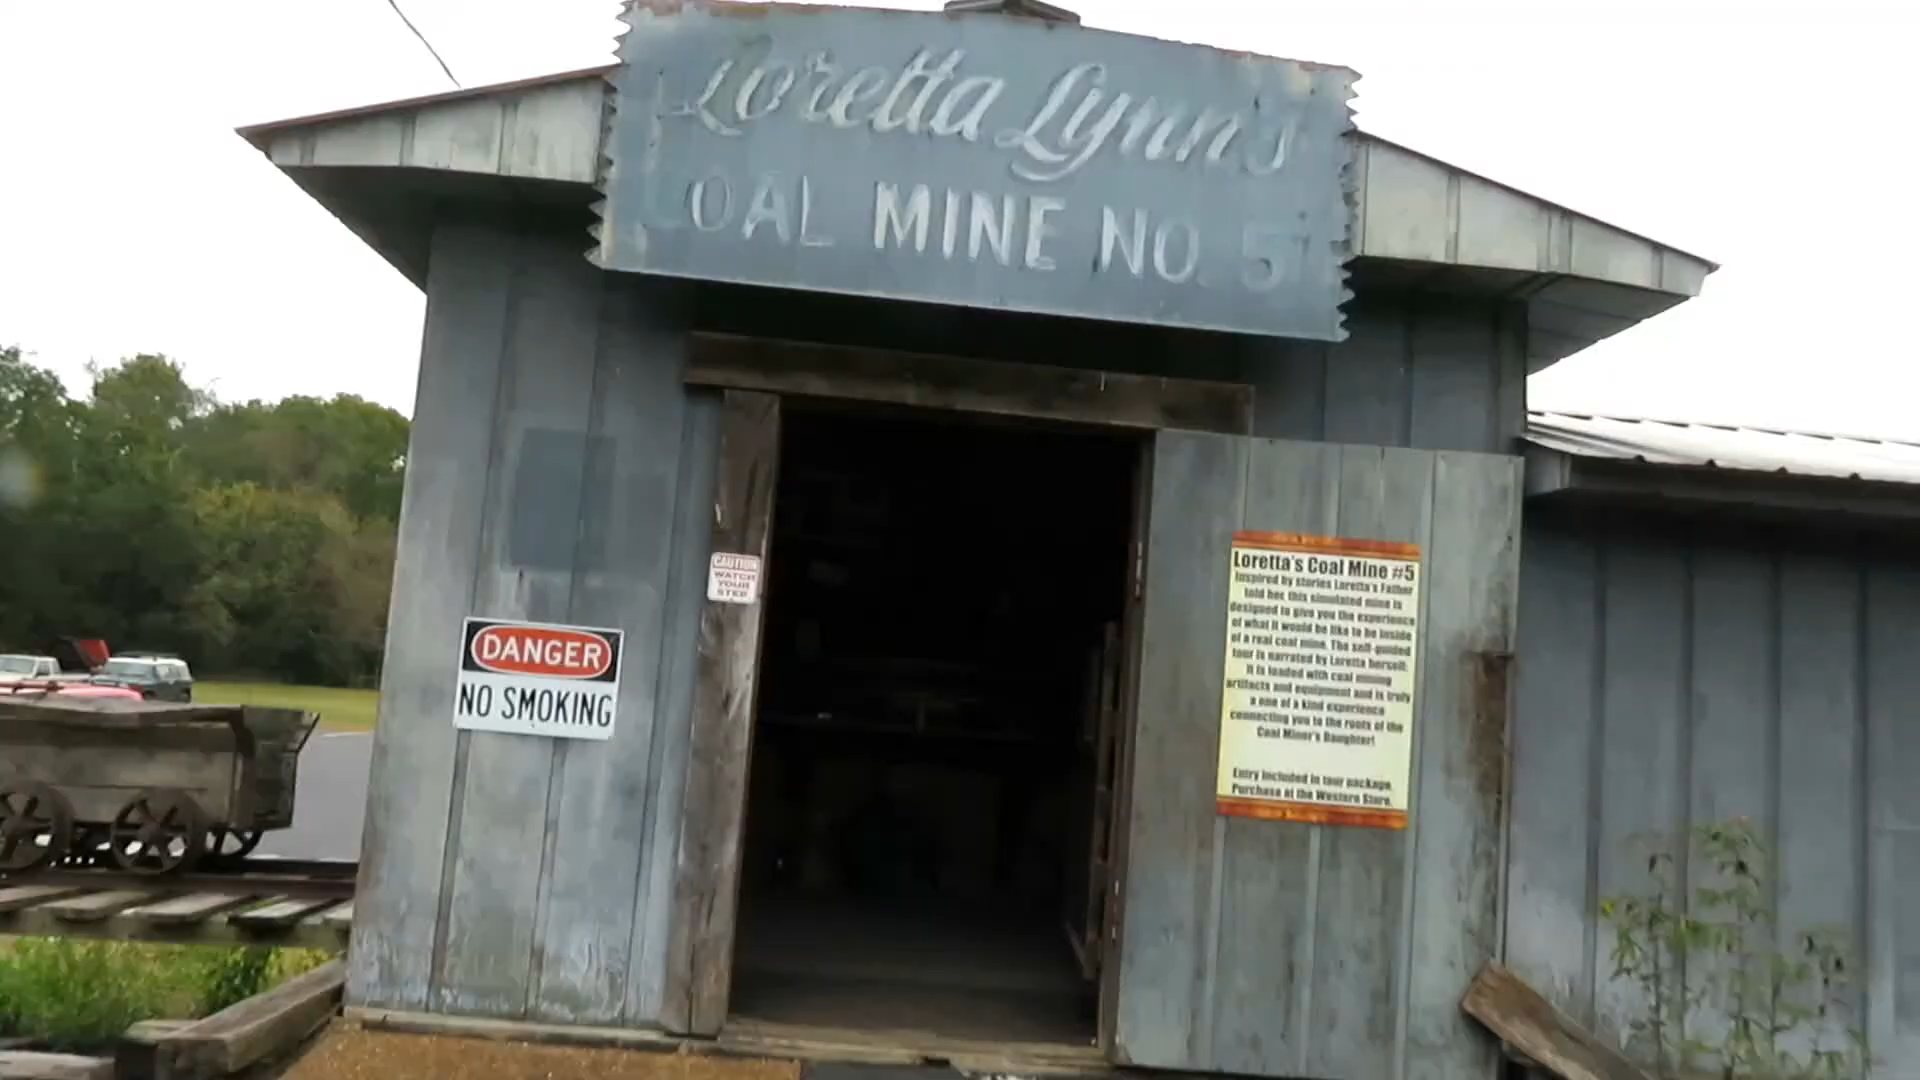 Loretta Lynn's
COAL MINE NO. 5
CAUTION
WATCH
YOUR
STEP
DANGER
NO SMOKING
Loretta's Coal Mine #5
Inspired by stories Loretta's Father
told her, this simulated mine is
designed to give you the experience
of what it would be like to be inside
of a real coal mine. The self-guided
tour is narrated by Loretta herself.
It is loaded with coal mining
artifacts and equipment and is truly
a one of a kind experience
connecting you to the roots of the
Coal Miner's Daughter!
Entry included in tour package.
Purchase at the Western Store.